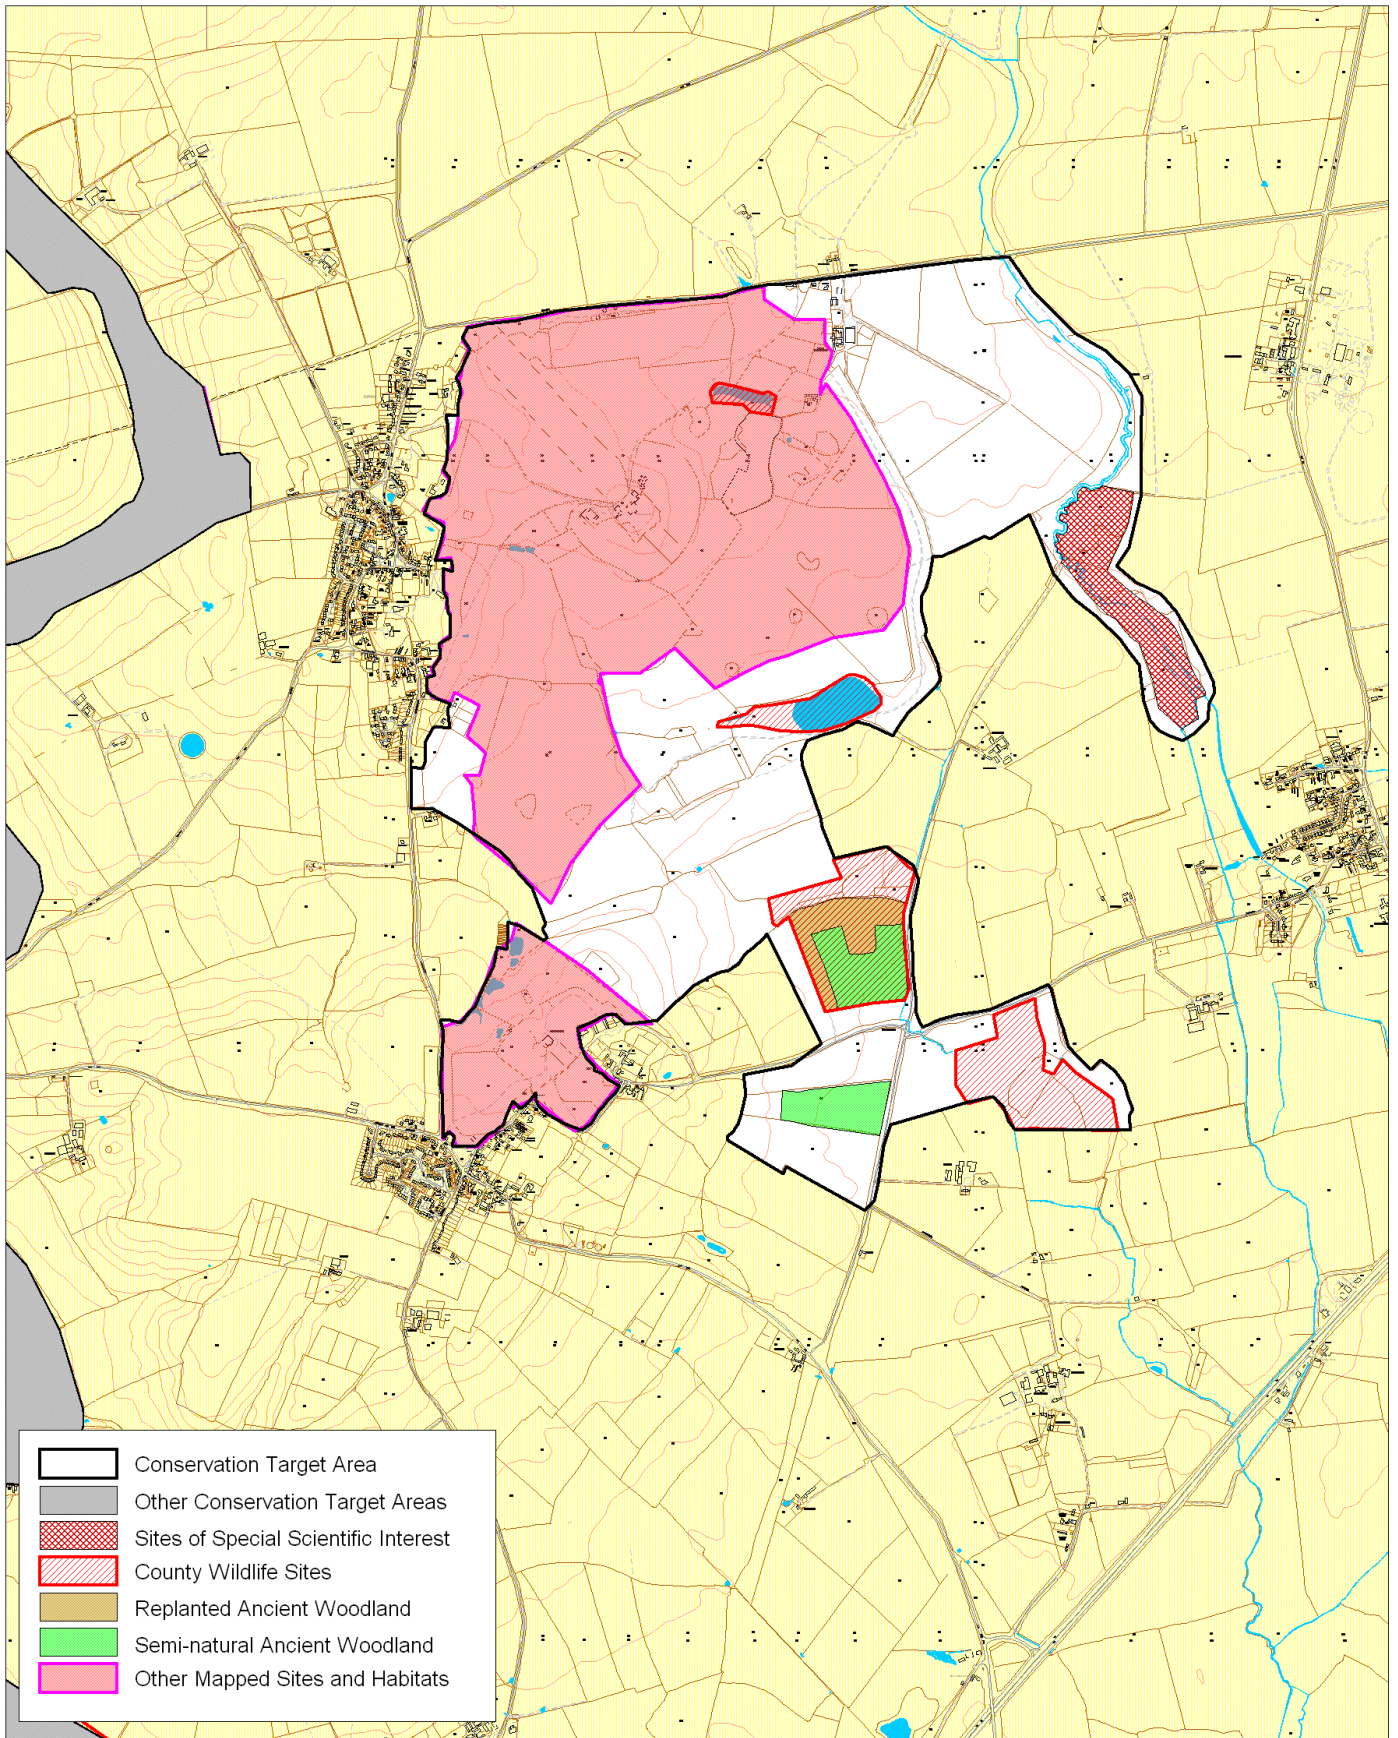 Conservation Target Area
Other Conservation Target Areas
Sites of Special Scientific Interest
County Wildlife Sites
Replanted Ancient Woodland
Semi-natural Ancient Woodland
Other Mapped Sites and Habitats